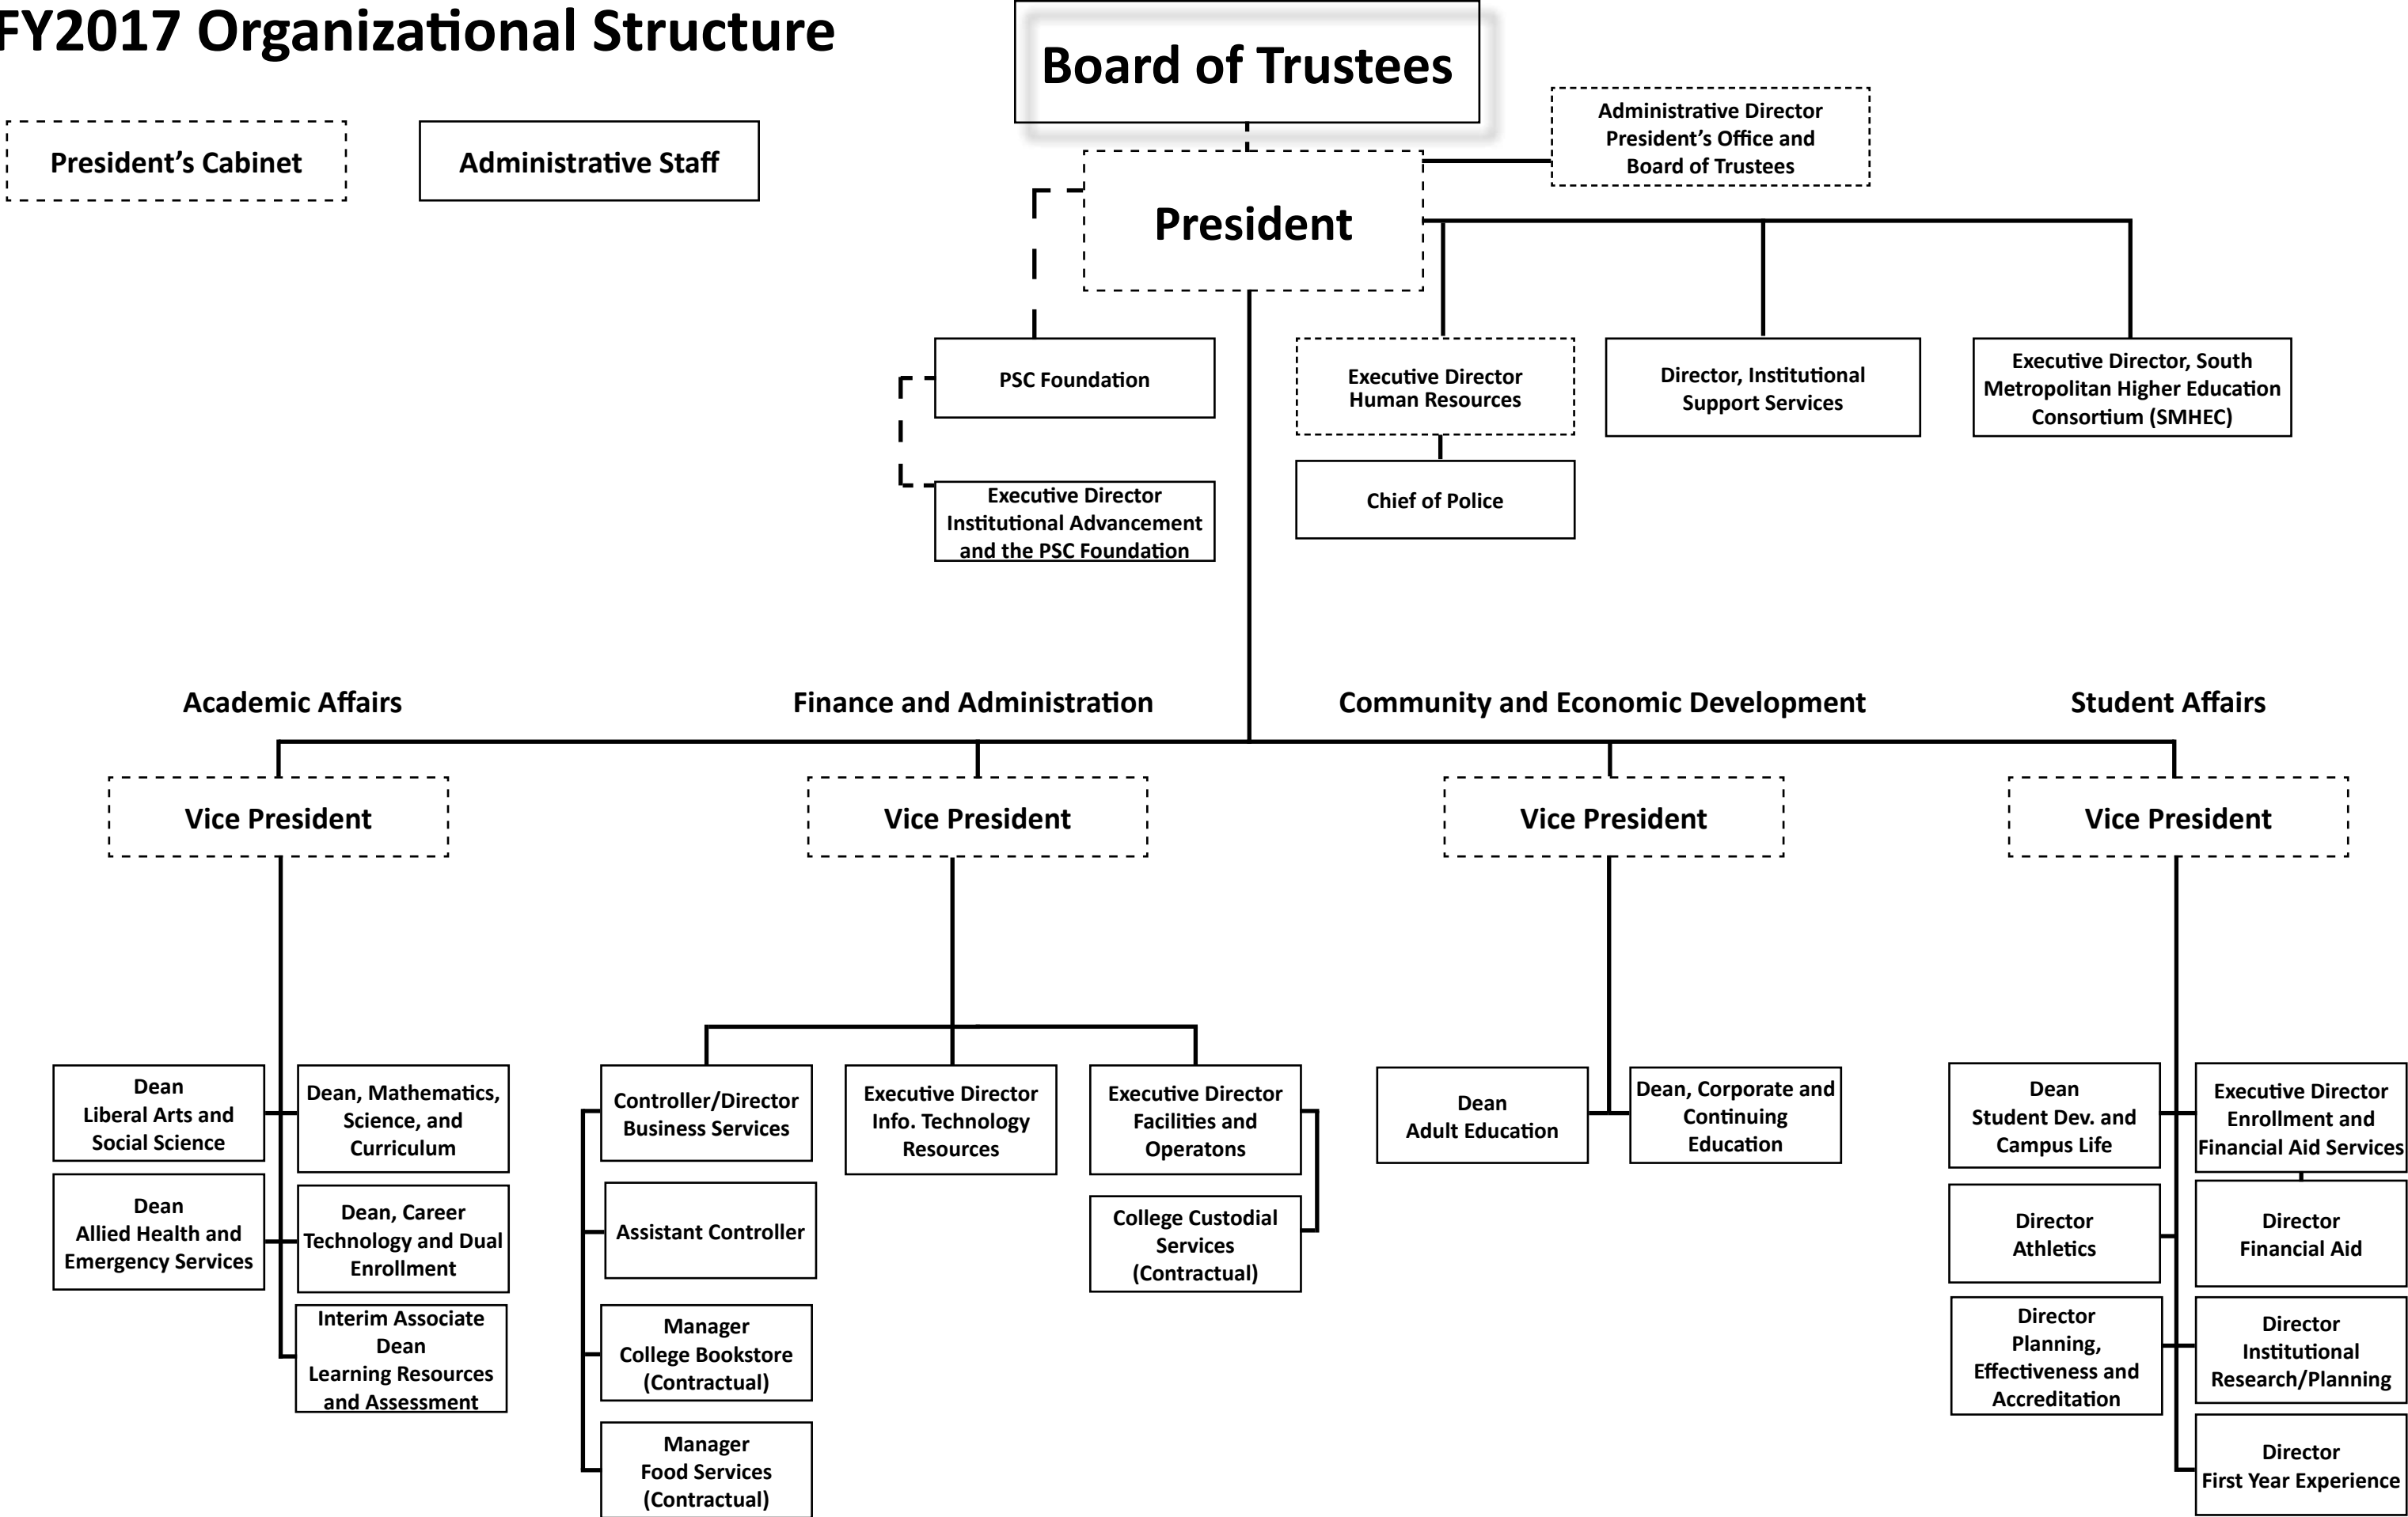 FY2017 Organizational Structure
Board of Trustees
President's Cabinet
Administrative Staff
Administrative Director
President's Office and
Board of Trustees
President
PSC Foundation
Executive Director
Institutional Advancement
and the PSC Foundation
Executive Director
Human Resources
Chief of Police
Director, Institutional
Support Services
Executive Director, South
Metropolitan Higher Education
Consortium (SMHEC)
Academic Affairs
Finance and Administration
Community and Economic Development
Student Affairs
Vice President
Vice President
Vice President
Vice President
Dean
Liberal Arts and
Social Science
Dean, Mathematics,
Science, and
Curriculum
Dean
Allied Health and
Emergency Services
Dean, Career
Technology and Dual
Enrollment
Interim Associate
Dean
Learning Resources
and Assessment
Controller/Director
Business Services
Assistant Controller
Manager
College Bookstore
(Contractual)
Manager
Food Services
(Contractual)
Executive Director
Info. Technology
Resources
Executive Director
Facilities and
Operatons
College Custodial
Services
(Contractual)
Dean
Adult Education
Dean, Corporate and
Continuing
Education
Dean
Student Dev. and
Campus Life
Executive Director
Enrollment and
Financial Aid Services
Director
Athletics
Director
Financial Aid
Director
Planning,
Effectiveness and
Accreditation
Director
Institutional
Research/Planning
Director
First Year Experience